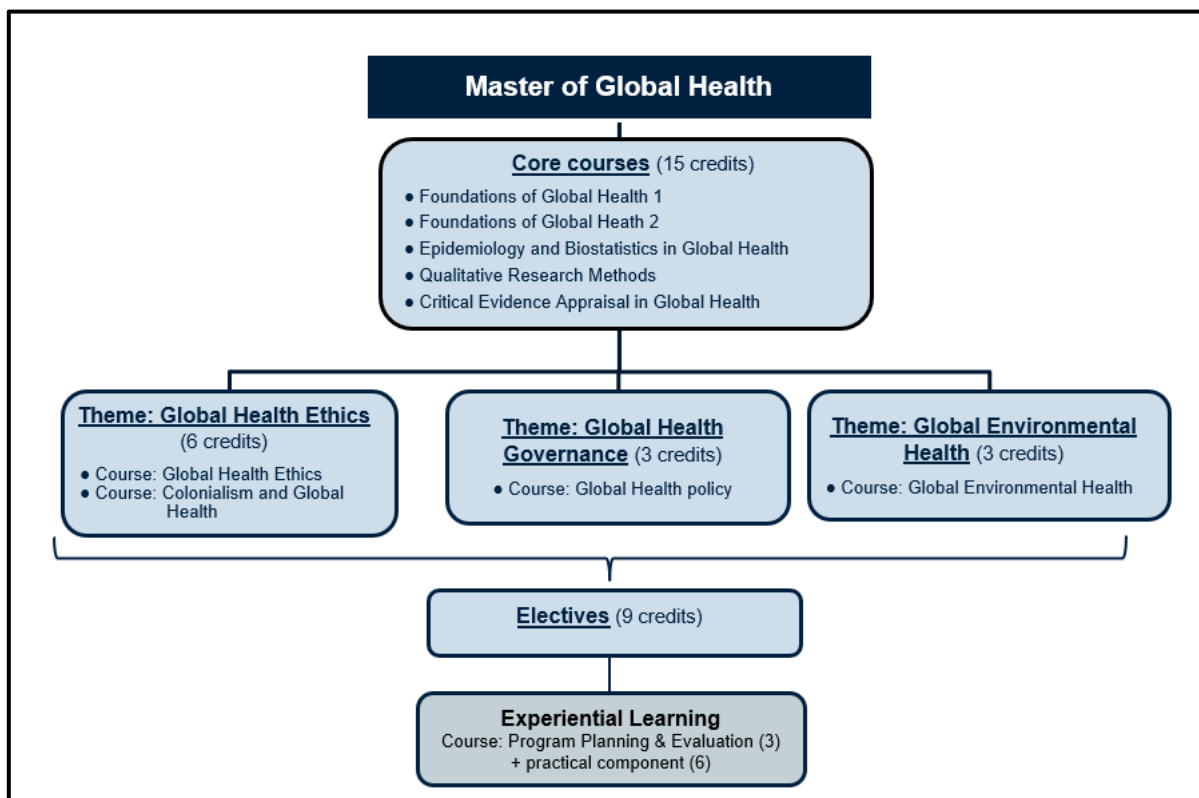 Master of Global Health
Core courses (15 credits)
● Foundations of Global Health 1
● Foundations of Global Heath 2
● Epidemiology and Biostatistics in Global Health
● Qualitative Research Methods
● Critical Evidence Appraisal in Global Health
Theme: Global Health Ethics
(6 credits)
● Course: Global Health Ethics
● Course: Colonialism and Global
Health
Theme: Global Health
Governance (3 credits)
● Course: Global Health policy
Theme: Global Environmental
Health (3 credits)
● Course: Global Environmental Health
Electives (9 credits)
Experiential Learning
Course: Program Planning & Evaluation (3)
+ practical component (6)